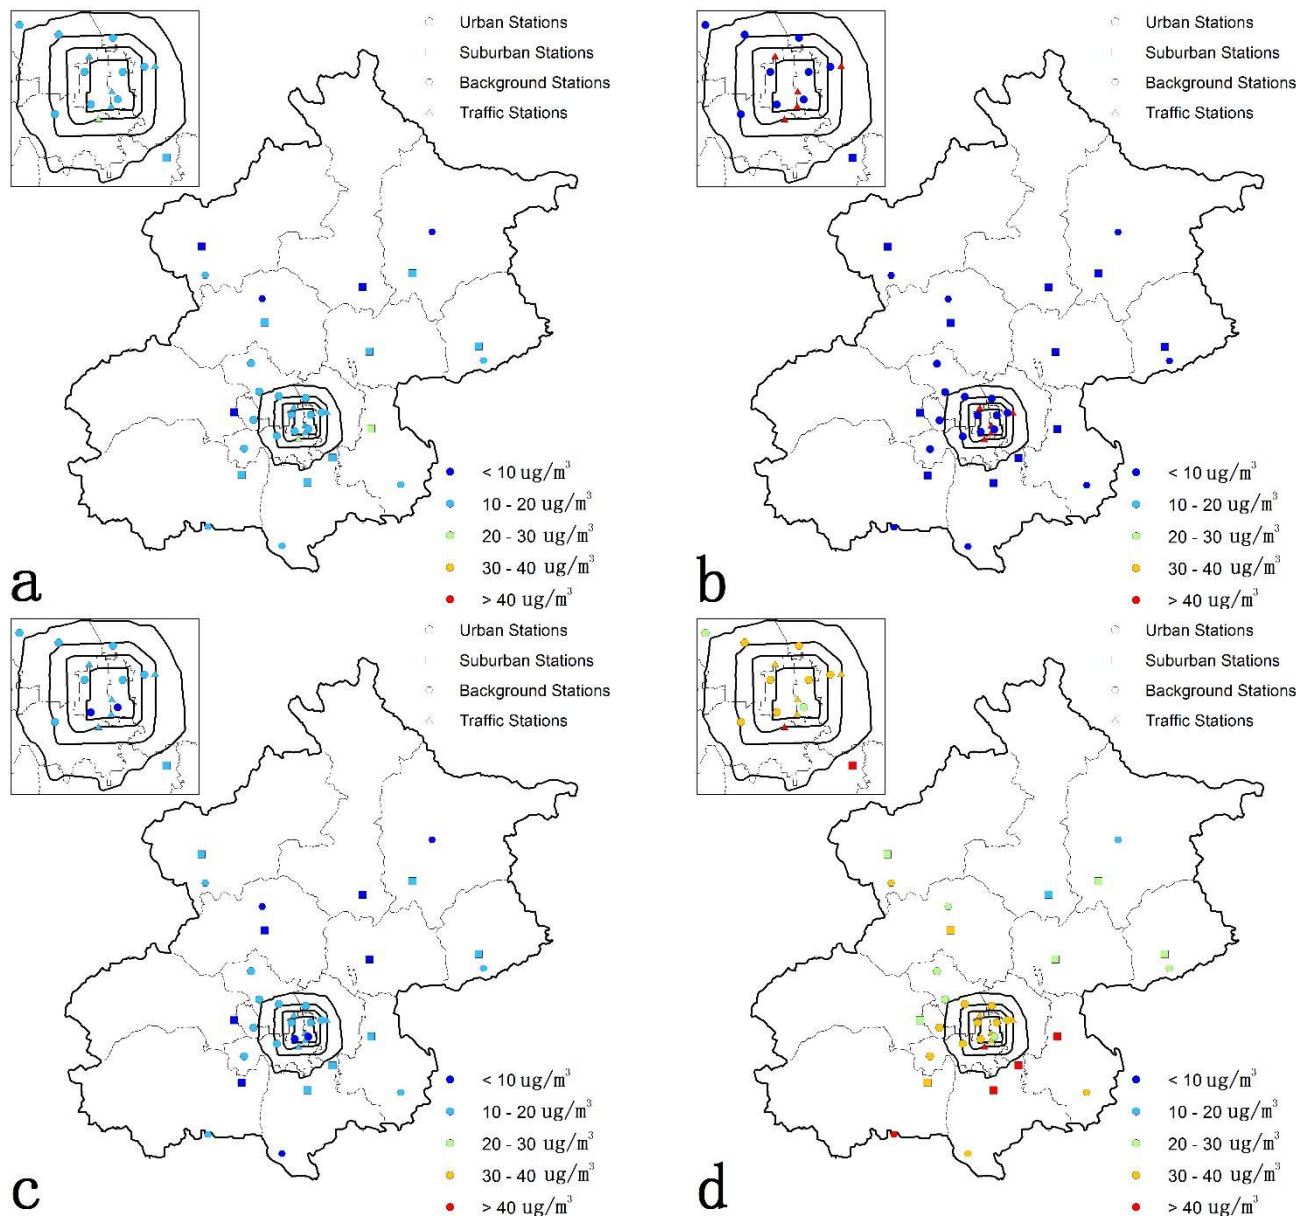 Urban Stations
Suburban Stations
Background Stations
Traffic Stations
< 10 ug/m³
10 - 20 ug/m³
20 - 30 ug/m³
30 - 40 ug/m³
> 40 ug/m³
a
Urban Stations
Suburban Stations
Background Stations
Traffic Stations
< 10 ug/m³
10 - 20 ug/m³
20 - 30 ug/m³
30 - 40 ug/m³
> 40 ug/m³
b
Urban Stations
Suburban Stations
Background Stations
Traffic Stations
< 10 ug/m³
10 - 20 ug/m³
20 - 30 ug/m³
30 - 40 ug/m³
> 40 ug/m³
c
Urban Stations
Suburban Stations
Background Stations
Traffic Stations
< 10 ug/m³
10 - 20 ug/m³
20 - 30 ug/m³
30 - 40 ug/m³
> 40 ug/m³
d